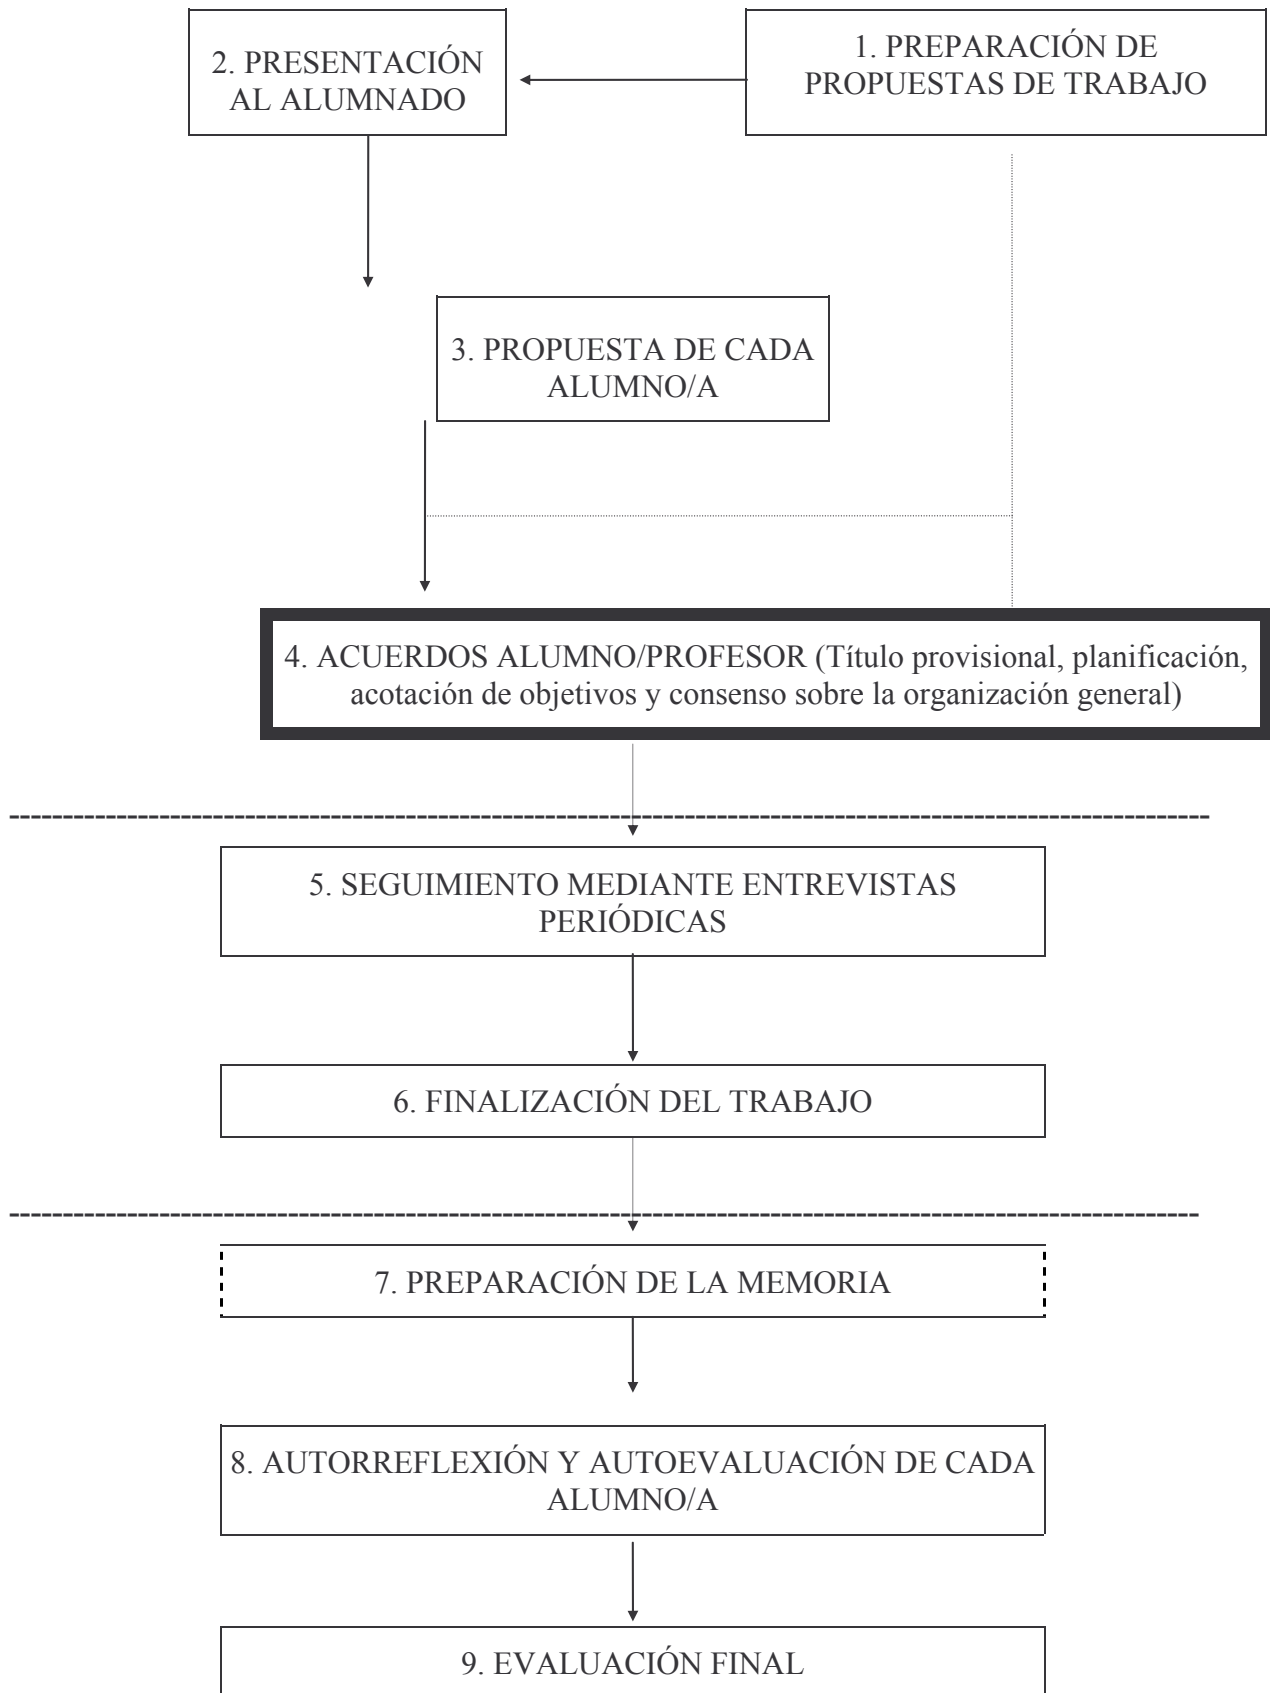 1. PREPARACIÓN DE
PROPUESTAS DE TRABAJO
2. PRESENTACIÓN
AL ALUMNADO
3. PROPUESTA DE CADA
ALUMNO/A
4. ACUERDOS ALUMNO/PROFESOR (Título provisional, planificación,
acotación de objetivos y consenso sobre la organización general)
5. SEGUIMIENTO MEDIANTE ENTREVISTAS
PERIÓDICAS
6. FINALIZACIÓN DEL TRABAJO
7. PREPARACIÓN DE LA MEMORIA
8. AUTORREFLEXIÓN Y AUTOEVALUACIÓN DE CADA
ALUMNO/A
9. EVALUACIÓN FINAL